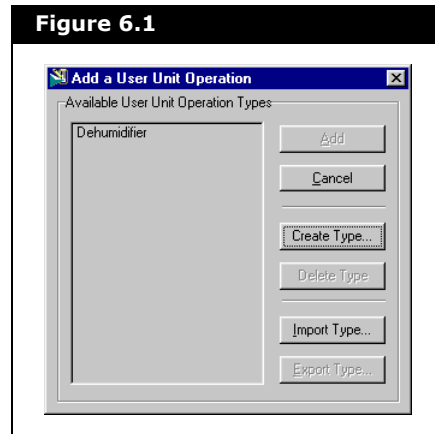 Figure 6.1
Add a User Unit Operation
Available User Unit Operation Types
Dehumidifier
Add
Cancel
Create Type...
Delete Type
Import Type...
Export Type...